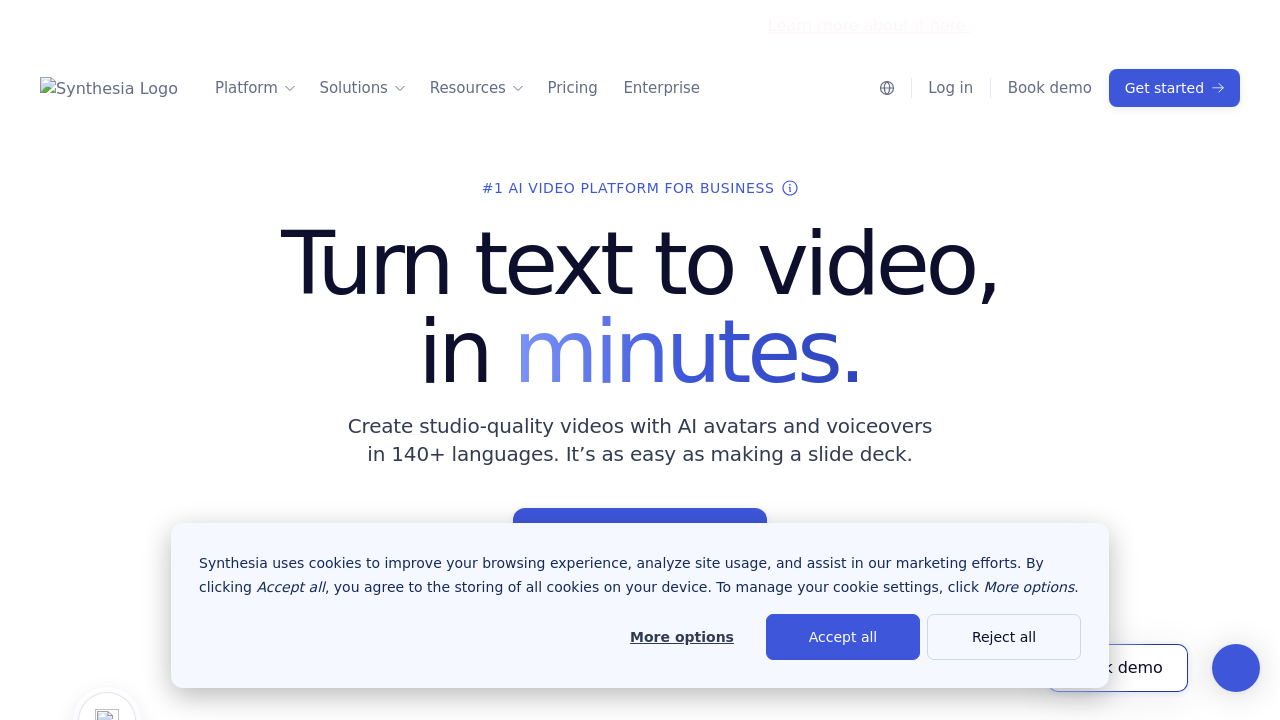 Learn more about it here
Synthesia Logo
Platform
Solutions
Resources
Pricing
Enterprise
Log in
Book demo
Get started
#1 AI VIDEO PLATFORM FOR BUSINESS
Turn text to video,
in minutes.
Create studio-quality videos with AI avatars and voiceovers
in 140+ languages. It’s as easy as making a slide deck.
Synthesia uses cookies to improve your browsing experience, analyze site usage, and assist in our marketing efforts. By
clicking Accept all, you agree to the storing of all cookies on your device. To manage your cookie settings, click More options.
More options
Accept all
Reject all
demo